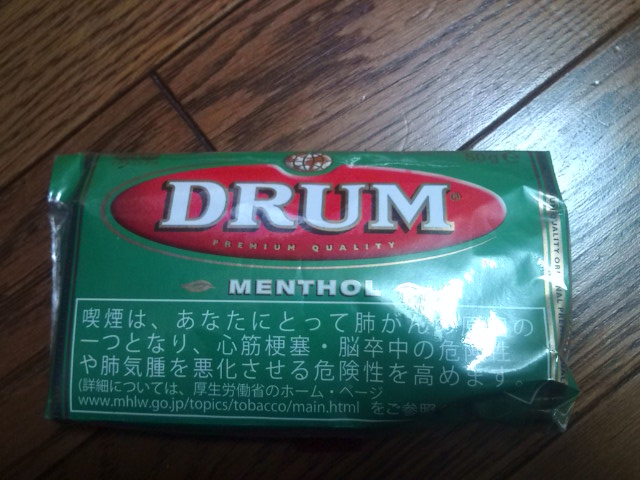 50g e
DRUM
PREMIUM QUALITY
MENTHOL
喫煙は、あなたにとって肺がんの
一つとなり、心筋梗塞・脳卒中の危険性
や肺気腫を悪化させる危険性を高めます。
(詳細については、厚生労働省のホーム・ページ
www.mhlw.go.jp/topics/tobacco/main.html をご参照